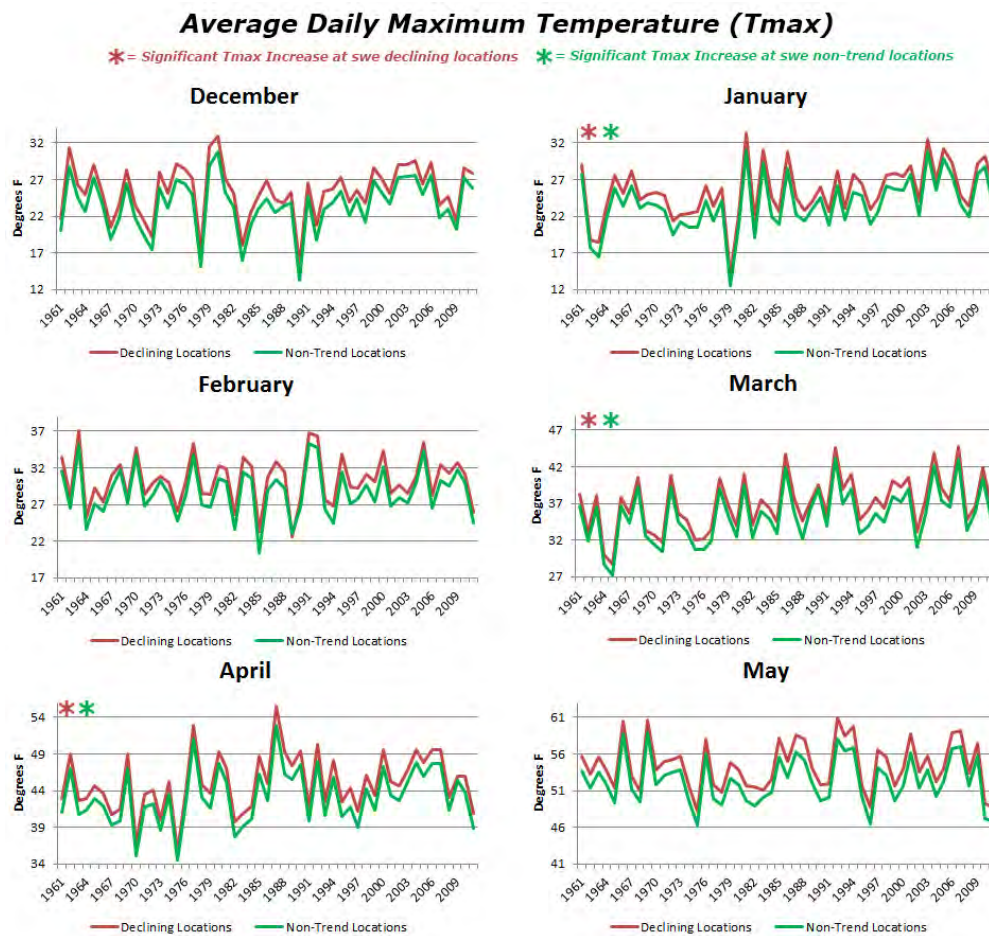 Average Daily Maximum Temperature (Tmax)
* = Significant Tmax Increase at swe declining locations * = Significant Tmax Increase at swe non-trend locations
December
Degrees F
32
27
22
17
12
1961 1964 1967 1970 1973 1976 1979 1982 1985 1988 1991 1994 1997 2000 2003 2006 2009
Declining Locations Non-Trend Locations
January
* *
Degrees F
32
27
22
17
12
1961 1964 1967 1970 1973 1976 1979 1982 1985 1988 1991 1994 1997 2000 2003 2006 2009
Declining Locations Non-Trend Locations
February
Degrees F
37
32
27
22
17
1961 1964 1967 1970 1973 1976 1979 1982 1985 1988 1991 1994 1997 2000 2003 2006 2009
Declining Locations Non-Trend Locations
March
* *
Degrees F
47
42
37
32
27
1961 1964 1967 1970 1973 1976 1979 1982 1985 1988 1991 1994 1997 2000 2003 2006 2009
Declining Locations Non-Trend Locations
April
* *
Degrees F
54
49
44
39
34
1961 1964 1967 1970 1973 1976 1979 1982 1985 1988 1991 1994 1997 2000 2003 2006 2009
Declining Locations Non-Trend Locations
May
Degrees F
61
56
51
46
41
1961 1964 1967 1970 1973 1976 1979 1982 1985 1988 1991 1994 1997 2000 2003 2006 2009
Declining Locations Non-Trend Locations